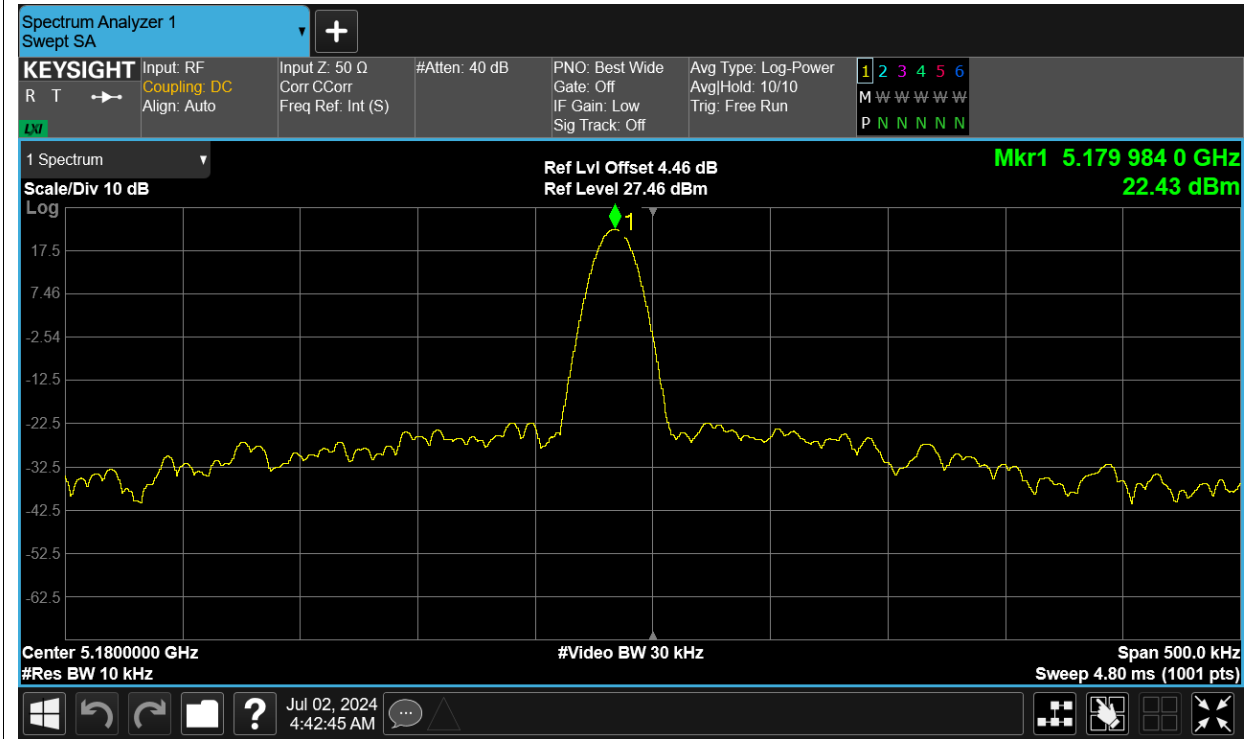 Spectrum Analyzer 1
Swept SA
+
KEYSIGHT
R T
LXI
Input: RF
Coupling: DC
Align: Auto
Input Z: 50 Ω
Corr CCorr
Freq Ref: Int (S)
#Atten: 40 dB
PNO: Best Wide
Gate: Off
IF Gain: Low
Sig Track: Off
Avg Type: Log-Power
Avg|Hold: 10/10
Trig: Free Run
1 2 3 4 5 6
M W W W W W
P N N N N N
1 Spectrum
Scale/Div 10 dB
Log
Ref Lvl Offset 4.46 dB
Ref Level 27.46 dBm
Mkr1 5.179 984 0 GHz
22.43 dBm
1
17.5
7.46
-2.54
-12.5
-22.5
-32.5
-42.5
-52.5
-62.5
Center 5.1800000 GHz
#Res BW 10 kHz
#Video BW 30 kHz
Span 500.0 kHz
Sweep 4.80 ms (1001 pts)
?
Jul 02, 2024
4:42:45 AM